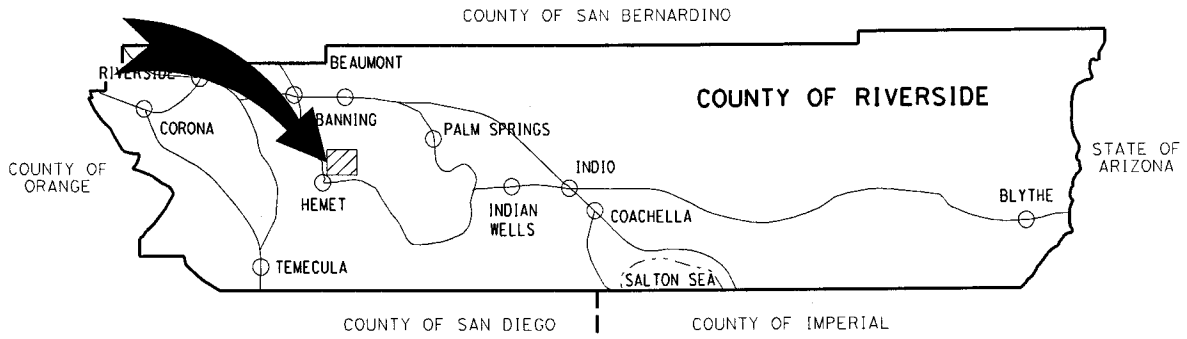 COUNTY OF SAN BERNARDINO
BEAUMONT
RIVERSIDE
COUNTY OF RIVERSIDE
CORONA
BANNING
PALM SPRINGS
STATE OF
ARIZONA
COUNTY OF
ORANGE
INDIO
HEMET
INDIAN
WELLS
COACHELLA
BLYTHE
TEMECULA
SALTON SEA
COUNTY OF SAN DIEGO
COUNTY OF IMPERIAL